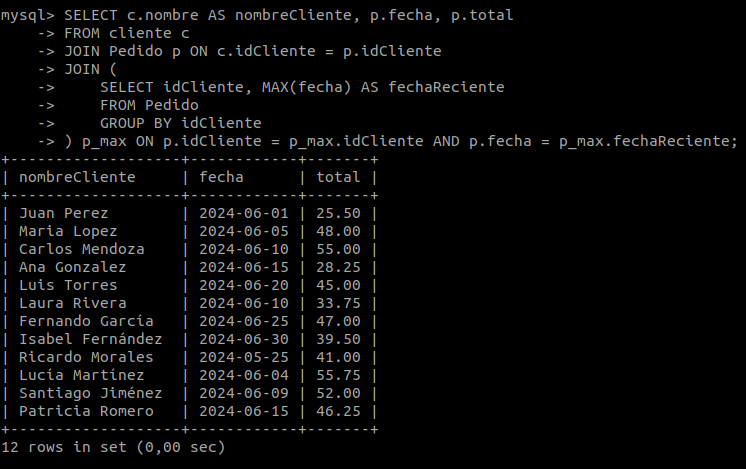 mysql> SELECT c.nombre AS nombreCliente, p.fecha, p.total
    -> FROM cliente c
    -> JOIN Pedido p ON c.idCliente = p.idCliente
    -> JOIN (
    ->     SELECT idCliente, MAX(fecha) AS fechaReciente
    ->     FROM Pedido
    ->     GROUP BY idCliente
    -> ) p_max ON p.idCliente = p_max.idCliente AND p.fecha = p_max.fechaReciente;
+-------------------+------------+-------+
| nombreCliente     | fecha      | total |
+-------------------+------------+-------+
| Juan Perez        | 2024-06-01 | 25.50 |
| Maria Lopez       | 2024-06-05 | 48.00 |
| Carlos Mendoza    | 2024-06-10 | 55.00 |
| Ana Gonzalez      | 2024-06-15 | 28.25 |
| Luis Torres       | 2024-06-20 | 45.00 |
| Laura Rivera      | 2024-06-10 | 33.75 |
| Fernando García   | 2024-06-25 | 47.00 |
| Isabel Fernández  | 2024-06-30 | 39.50 |
| Ricardo Morales   | 2024-05-25 | 41.00 |
| Lucía Martínez    | 2024-06-04 | 55.75 |
| Santiago Jiménez  | 2024-06-09 | 52.00 |
| Patricia Romero   | 2024-06-15 | 46.25 |
+-------------------+------------+-------+
12 rows in set (0,00 sec)